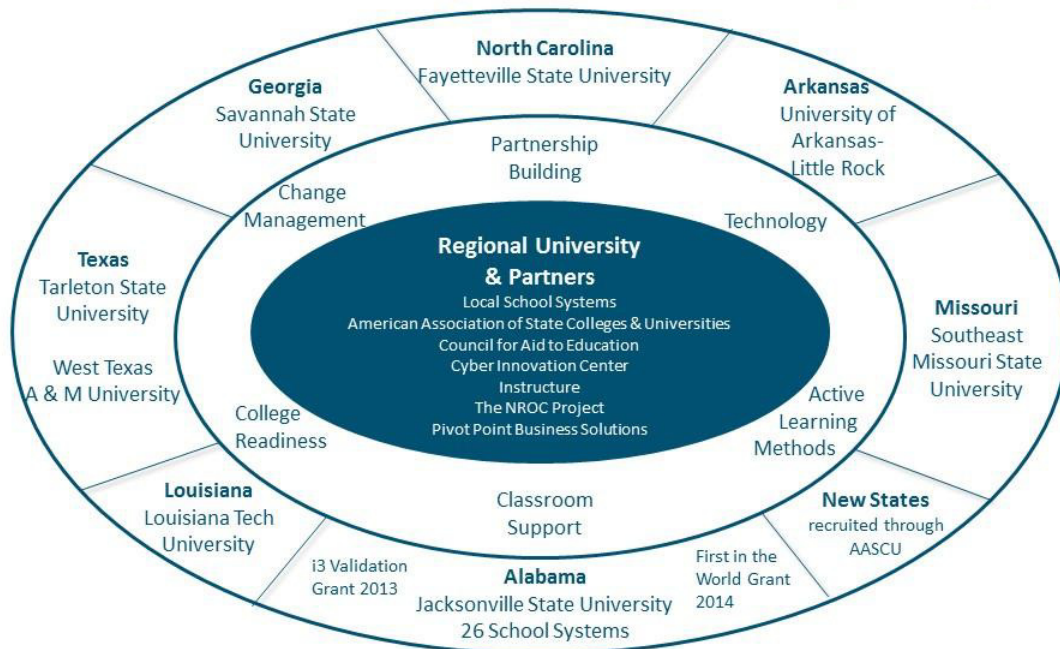 North Carolina
Fayetteville State University
Georgia
Savannah State
University
Arkansas
University of
Arkansas-
Little Rock
Partnership
Building
Change
Management
Technology
Regional University
& Partners
Local School Systems
American Association of State Colleges & Universities
Council for Aid to Education
Cyber Innovation Center
Instructure
The NROC Project
Pivot Point Business Solutions
Texas
Tarleton State
University
West Texas
A & M University
Missouri
Southeast
Missouri State
University
College
Readiness
Active
Learning
Methods
Classroom
Support
Louisiana
Louisiana Tech
University
New States
recruited through
AASCU
i3 Validation
Grant 2013
Alabama
Jacksonville State University
26 School Systems
First in the
World Grant
2014